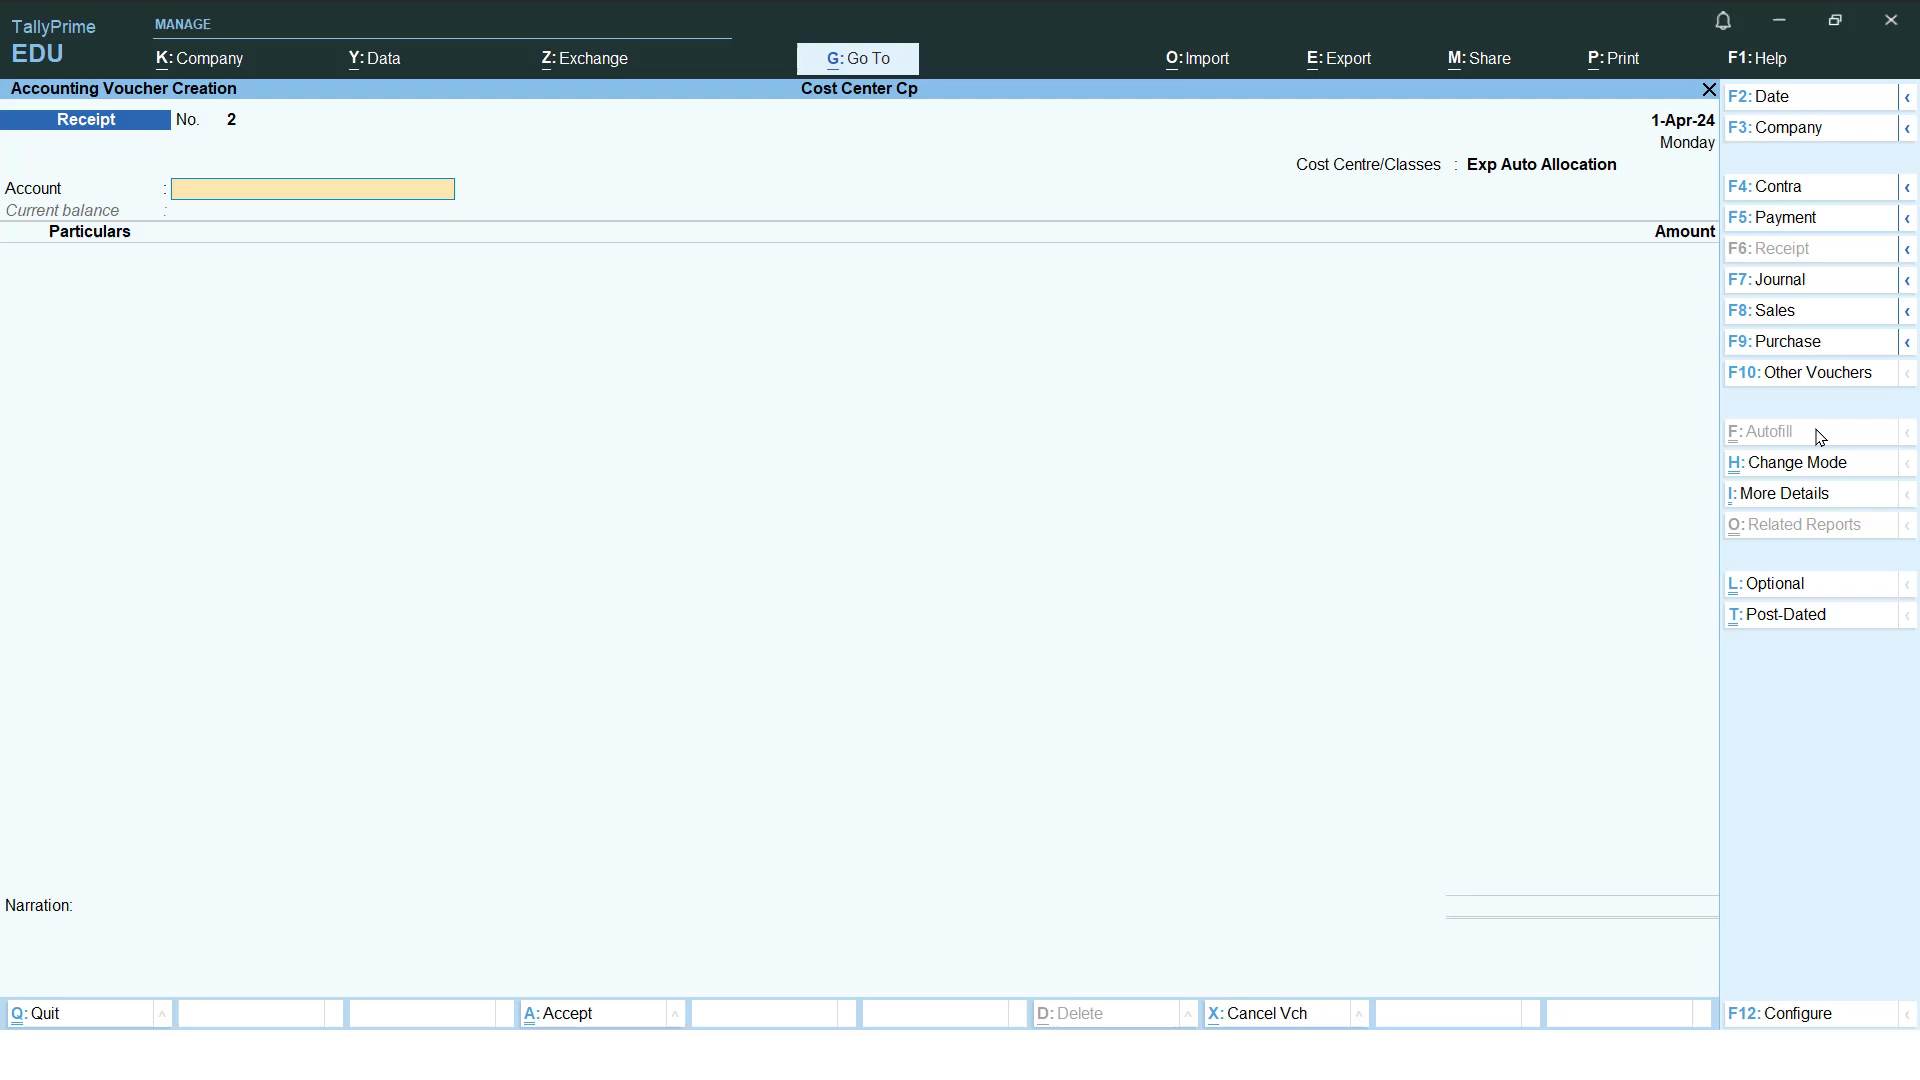 TallyPrime
EDU
MANAGE
K: Company
Y: Data
Z: Exchange
G: Go To
O: Import
E: Export
M: Share
P: Print
F1: Help
Accounting Voucher Creation
Cost Center Cp
Receipt No. 2
1-Apr-24
Monday
Cost Centre/Classes : Exp Auto Allocation
Account :
Current balance :
Particulars
Amount
Narration:
F2: Date
F3: Company
F4: Contra
F5: Payment
F6: Receipt
F7: Journal
F8: Sales
F9: Purchase
F10: Other Vouchers
F: Autofill
H: Change Mode
I: More Details
O: Related Reports
L: Optional
T: Post-Dated
Q: Quit
A: Accept
D: Delete
X: Cancel Vch
F12: Configure